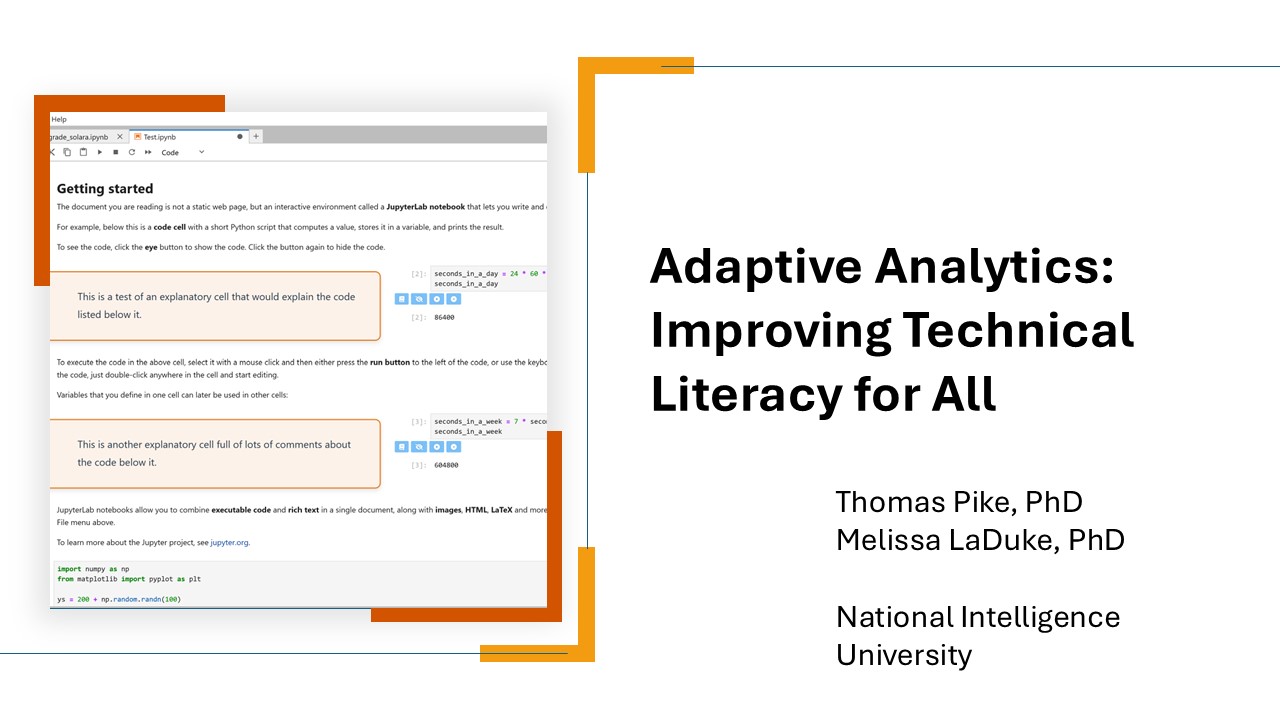 Help
grade_solara.ipynb
Test.ipynb
Code
Getting started
The document you are reading is not a static web page, but an interactive environment called a JupyterLab notebook that lets you write and
For example, below this is a code cell with a short Python script that computes a value, stores it in a variable, and prints the result.
To see the code, click the eye button to show the code. Click the button again to hide the code.
[2]: seconds_in_a_day = 24 * 60 *
seconds_in_a_day
This is a test of an explanatory cell that would explain the code
listed below it.
[2]: 86400
To execute the code in the above cell, select it with a mouse click and then either press the run button to the left of the code, or use the
the code, just double-click anywhere in the cell and start editing.
Variables that you define in one cell can later be used in other cells:
[3]: seconds_in_a_week = 7 *
seconds_in_a_week
This is another explanatory cell full of lots of comments about
the code below it.
[3]: 604800
JupyterLab notebooks allow you to combine executable code and rich text in a single document, along with images, HTML, LaTeX and more
File menu above.
To learn more about the Jupyter project, see jupyter.org.
import numpy as np
from matplotlib import pyplot as plt
ys = 200 + np.random.randn(100)
Adaptive Analytics:
Improving Technical
Literacy for All
Thomas Pike, PhD
Melissa LaDuke, PhD
National Intelligence
University